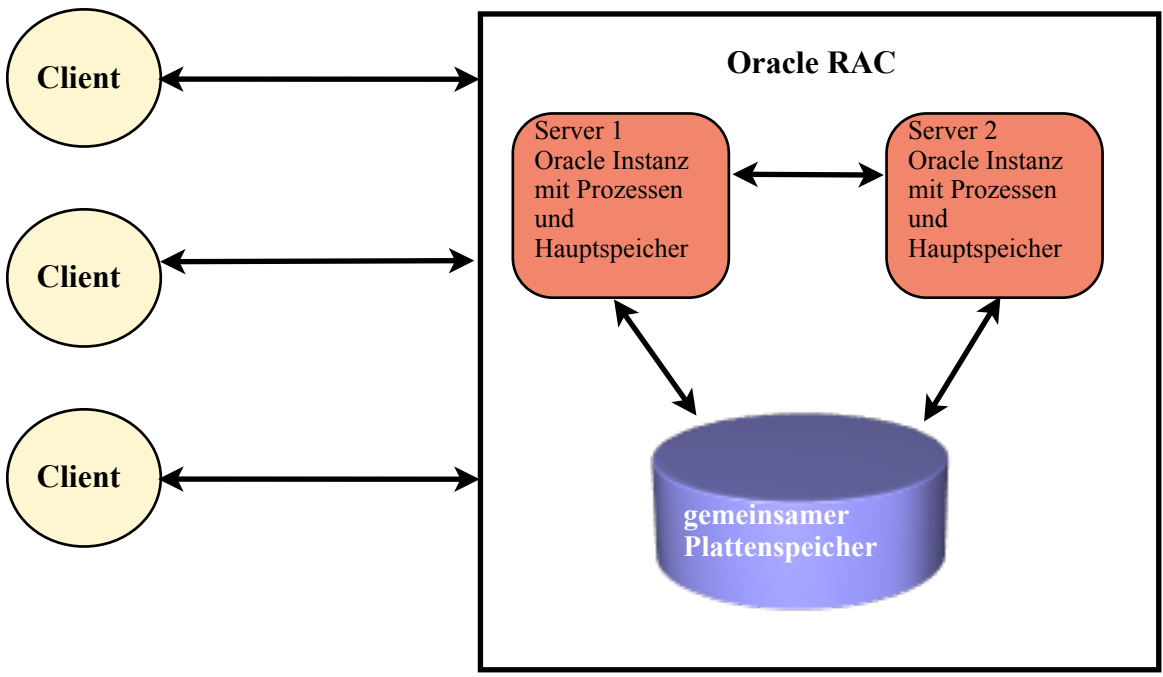 Client
Client
Client
Oracle RAC
Server 1
Oracle Instanz
mit Prozessen
und
Hauptspeicher
Server 2
Oracle Instanz
mit Prozessen
und
Hauptspeicher
gemeinsamer
Plattenspeicher